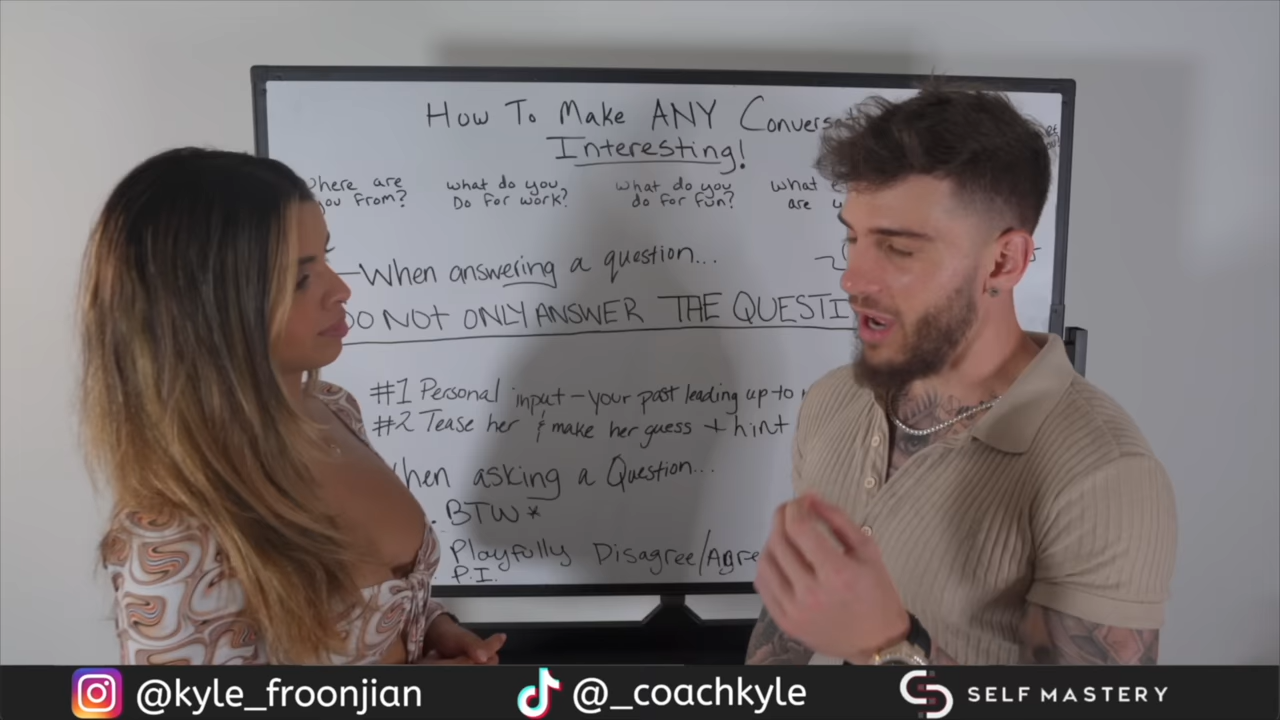 How To Make ANY Conversat
Interesting!
here are
ou from?
what do you
Do for work?
what do you
do for fun?
What
are
When answering a question...
DO NOT ONLY ANSWER THE QUESTI
#1 Personal input - your past leading up to
#2 Tease her & make her guess + hint
hen asking a Question...
. BTW*
Playfully Disagree/Agre
P.I.
@kyle_froonjian
@_coachkyle
SELF MASTERY